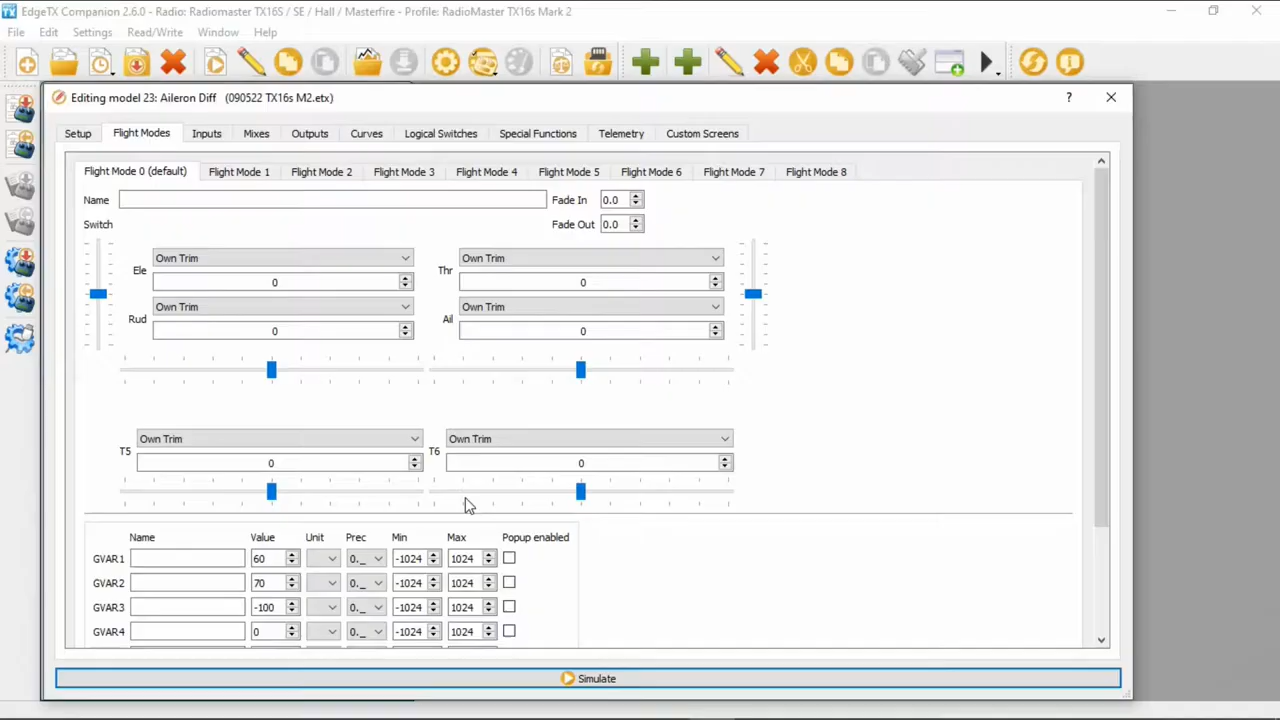 EdgeTX Companion 2.6.0 - Radio: Radiomaster TX16S / SE / Hall / Masterfire - Profile: RadioMaster TX16s Mark 2
File Edit Settings Read/Write Window Help
Editing model 23: Aileron Diff (090522 TX16s M2.etx) ?
Setup Flight Modes Inputs Mixes Outputs Curves Logical Switches Special Functions Telemetry Custom Screens
Flight Mode 0 (default) Flight Mode 1 Flight Mode 2 Flight Mode 3 Flight Mode 4 Flight Mode 5 Flight Mode 6 Flight Mode 7 Flight Mode 8
Name Fade In 0.0
Switch Fade Out 0.0
Own Trim Own Trim
Ele Thr
0 0
Own Trim Own Trim
Rud Ail
0 0
Own Trim Own Trim
T5 T6
0 0
Name Value Unit Prec Min Max Popup enabled
GVAR1 60 0._ -1024 1024
GVAR2 70 0._ -1024 1024
GVAR3 -100 0._ -1024 1024
GVAR4 0 0._ -1024 1024
Simulate